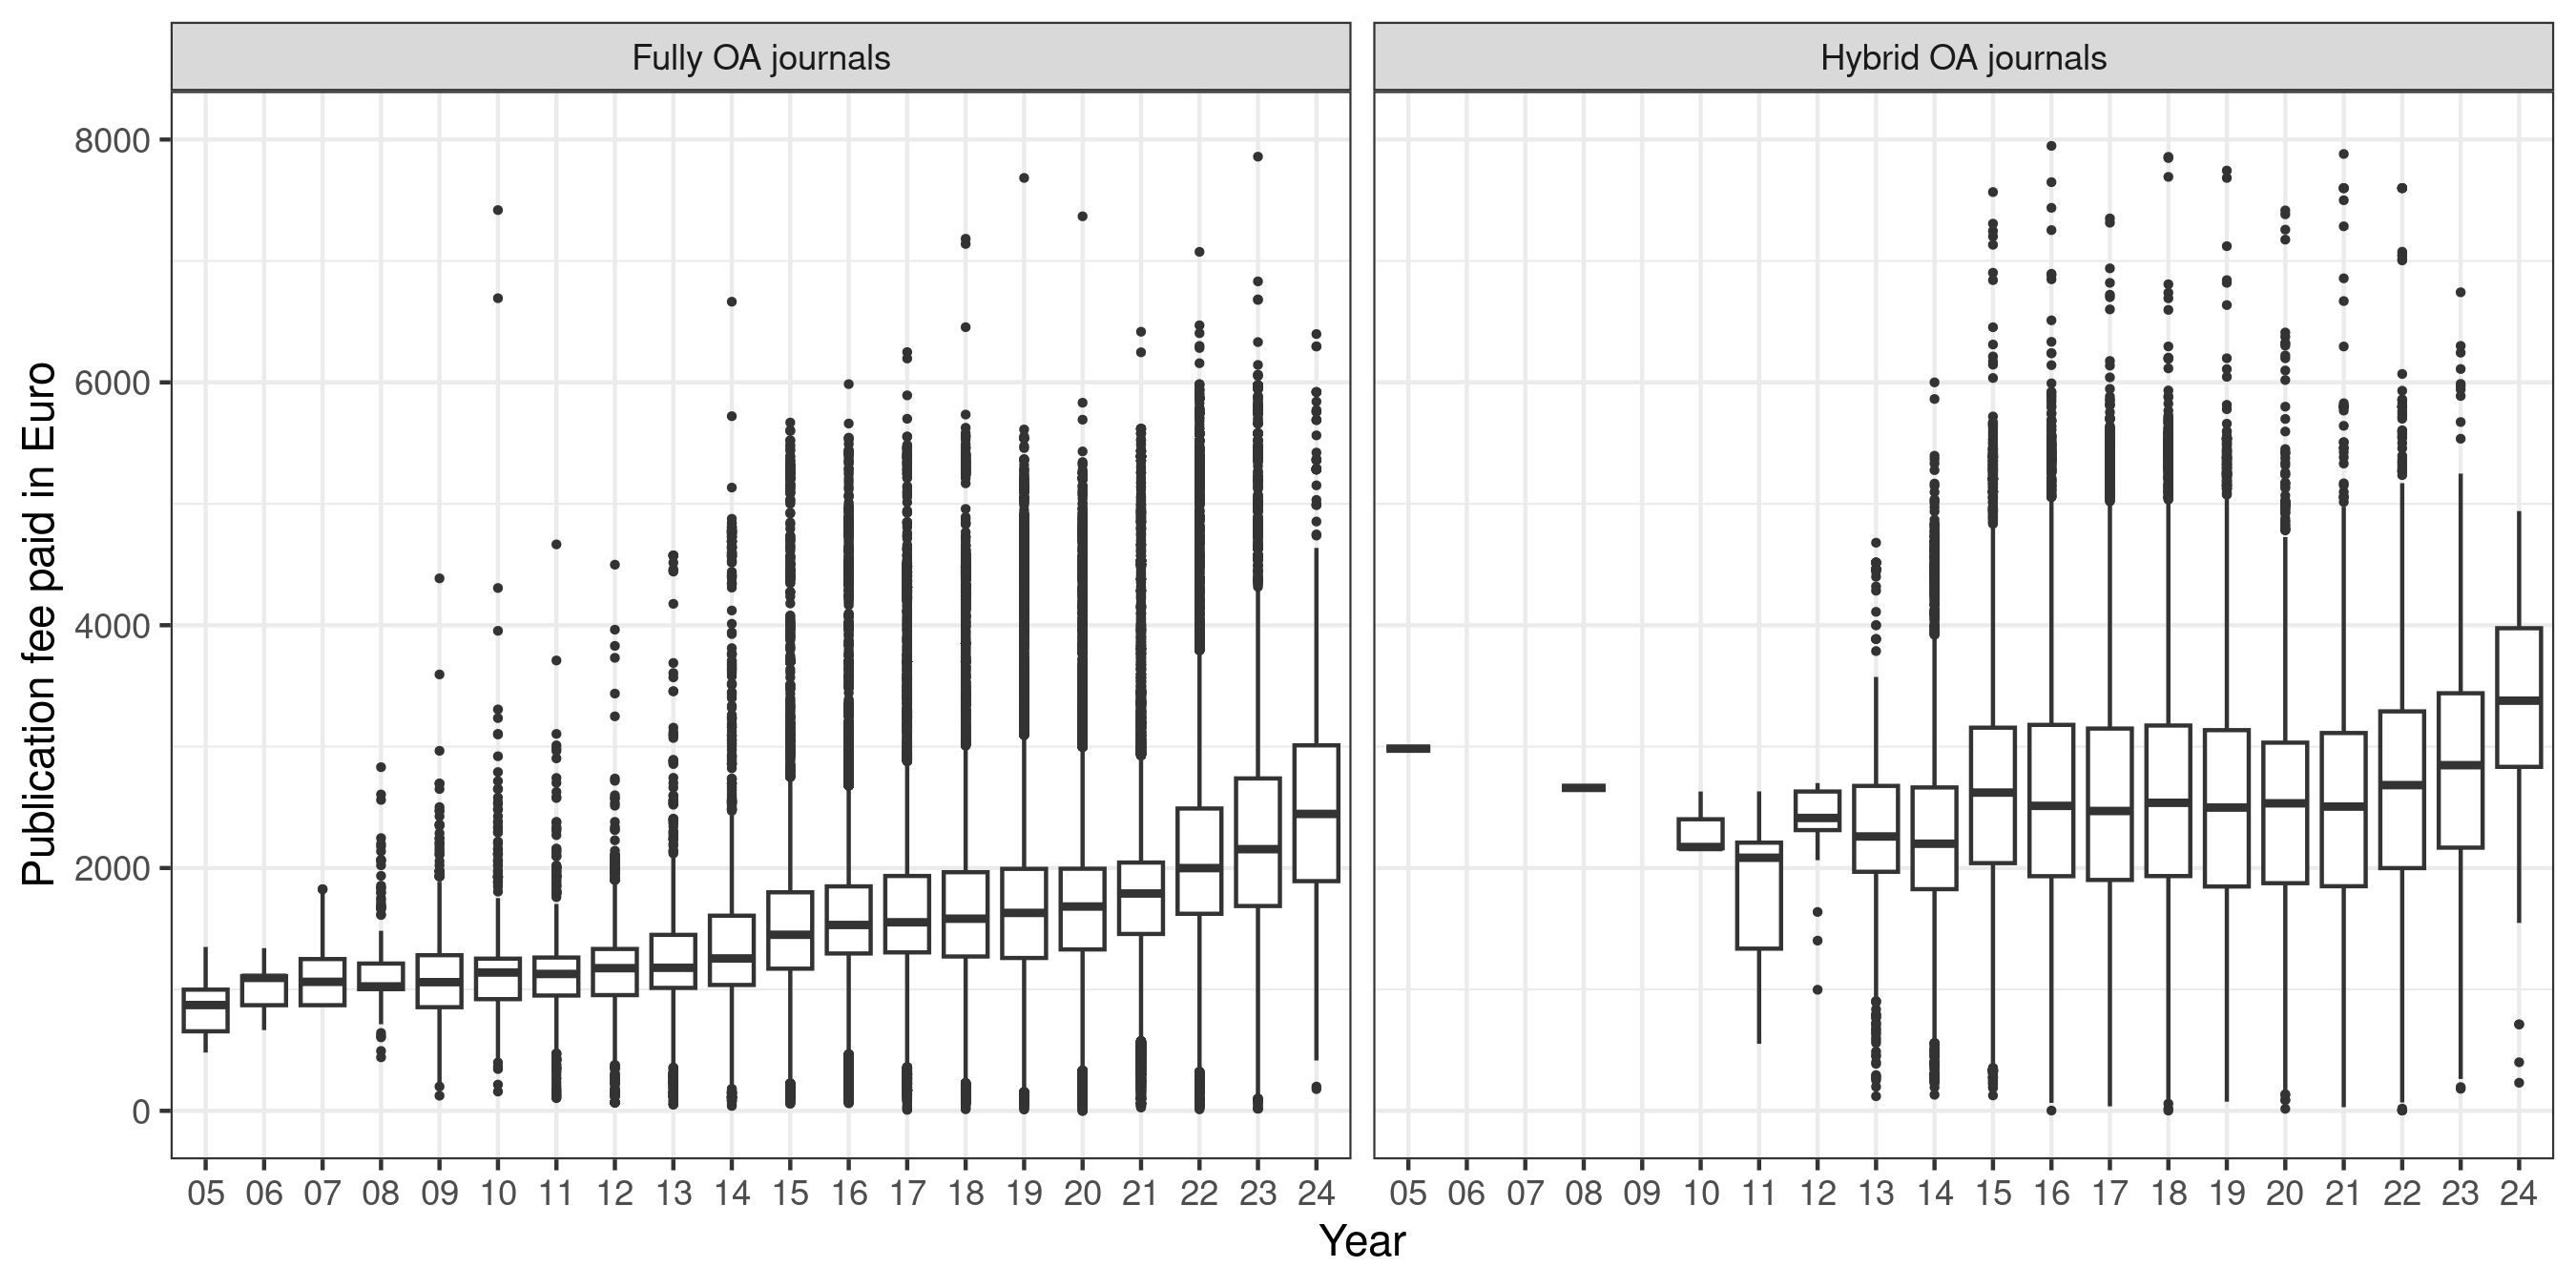 Fully OA journals
Hybrid OA journals
Publication fee paid in Euro
8000
6000
4000
2000
0
05 06 07 08 09 10 11 12 13 14 15 16 17 18 19 20 21 22 23 24
05 06 07 08 09 10 11 12 13 14 15 16 17 18 19 20 21 22 23 24
Year